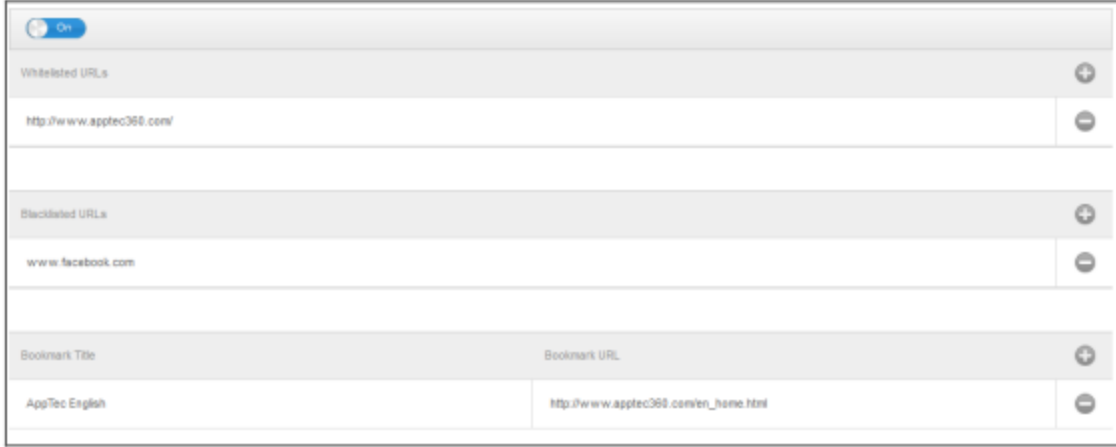 On
Whitelisted URLs
http://www.apptec360.com/
Blacklisted URLs
www.facebook.com
Bookmark Title Bookmark URL
AppTec English http://www.apptec360.com/en_home.html